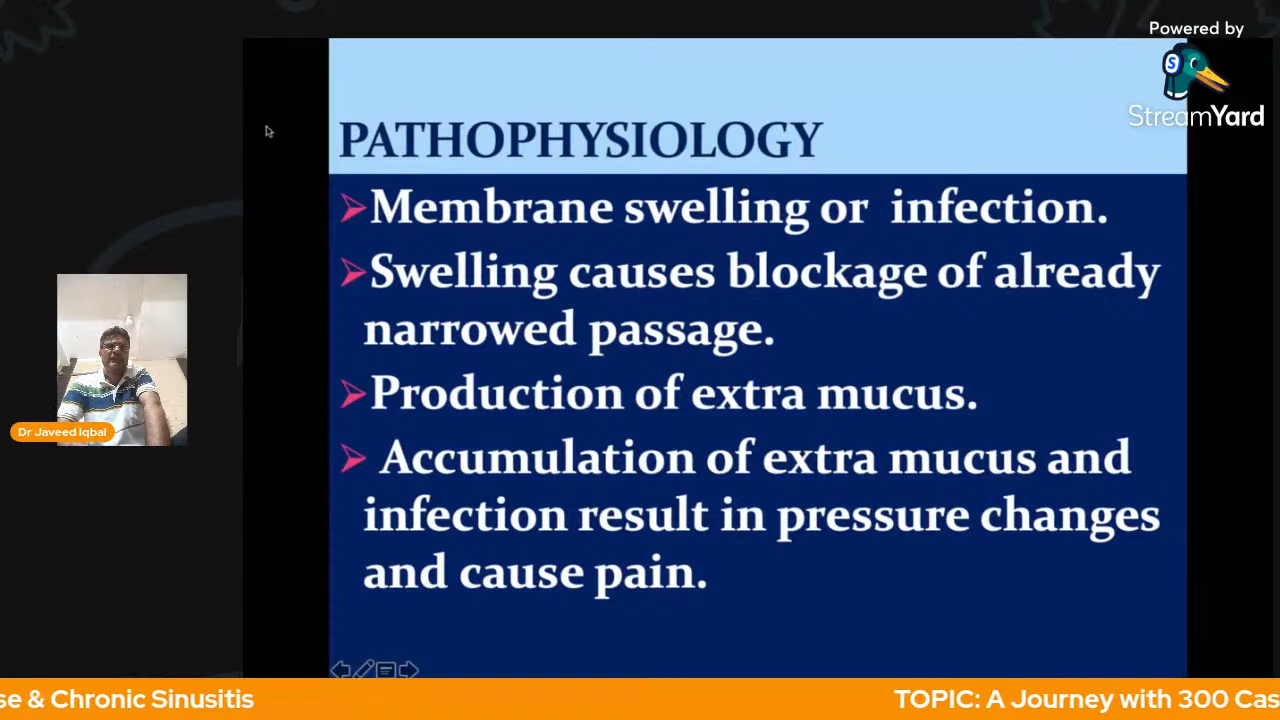 Powered by
StreamYard
PATHOPHYSIOLOGY
Membrane swelling or infection.
Swelling causes blockage of already
narrowed passage.
Production of extra mucus.
Accumulation of extra mucus and
infection result in pressure changes
and cause pain.
Dr Javeed Iqbal
se & Chronic Sinusitis
TOPIC: A Journey with 300 Cas